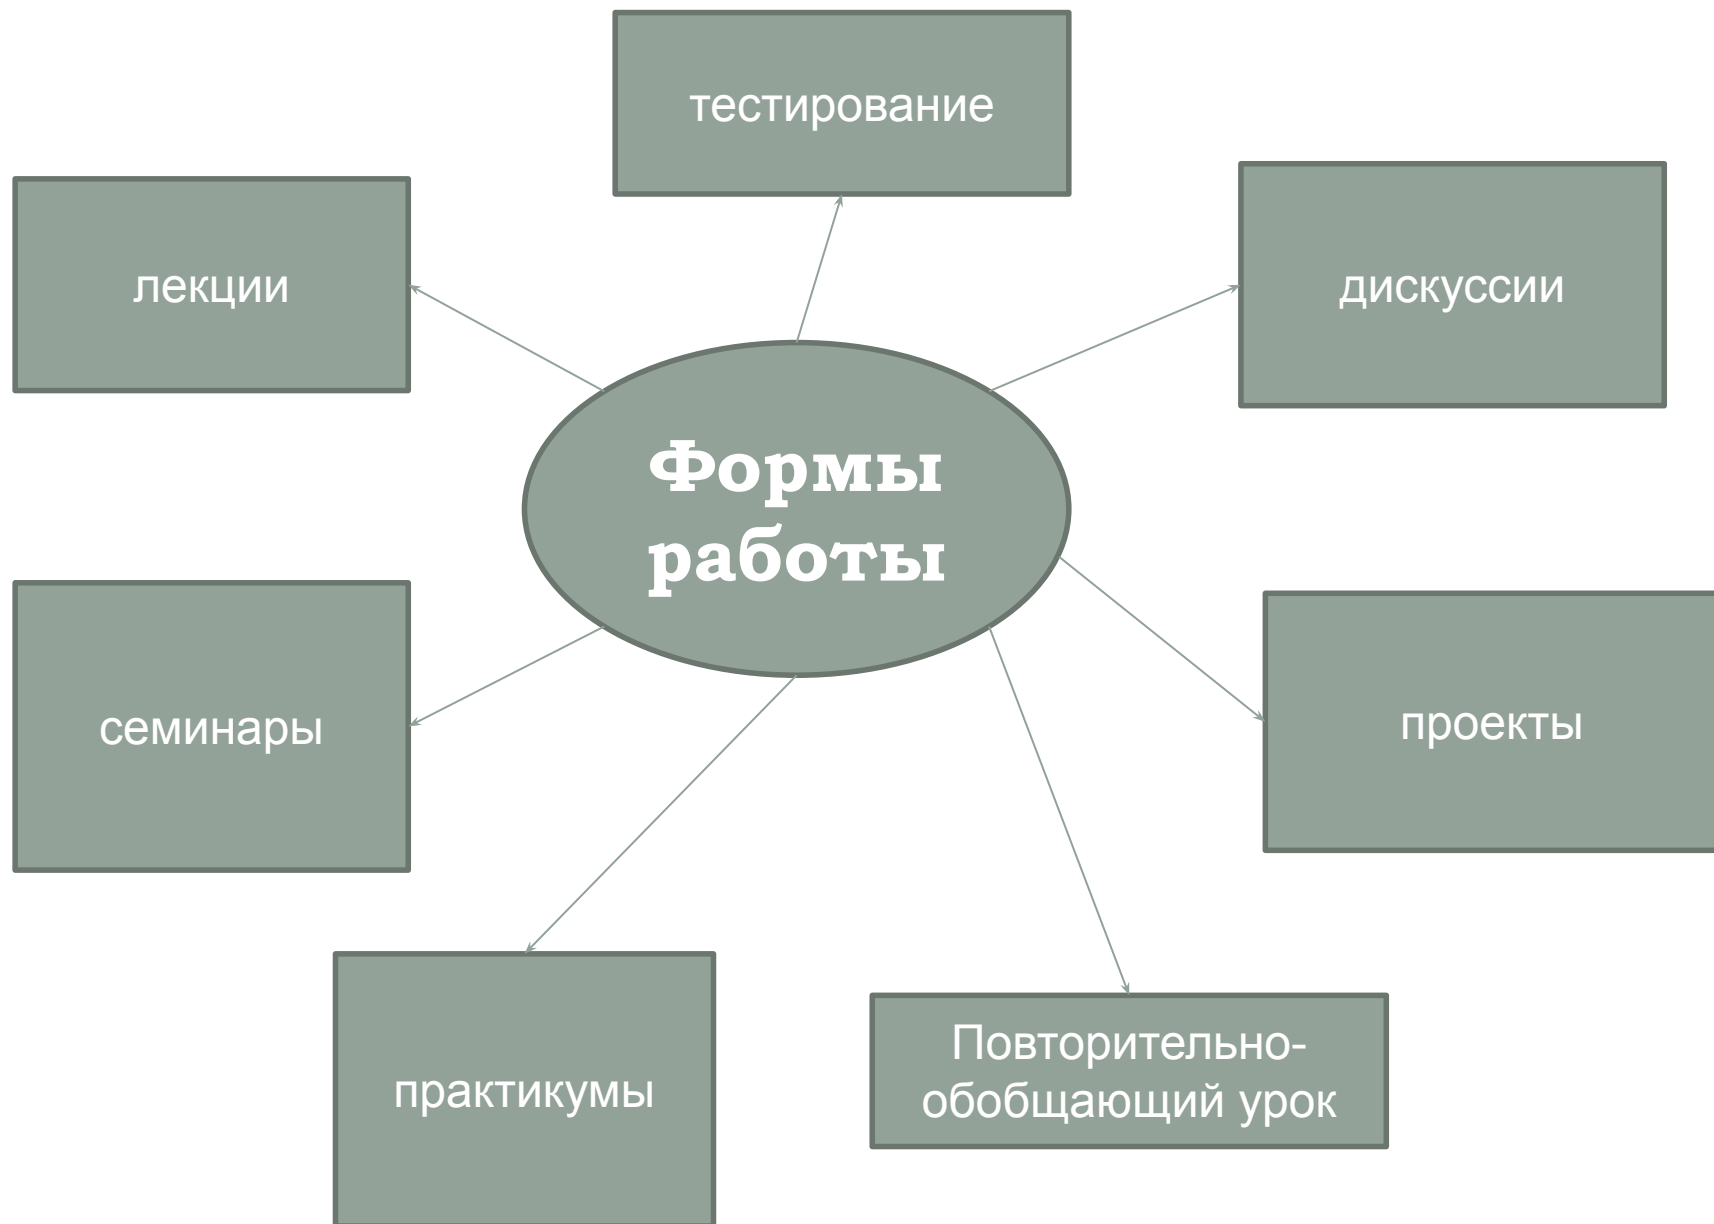 тестирование
лекции
дискуссии
Формы
работы
семинары
проекты
практикумы
Повторительно-
обобщающий урок